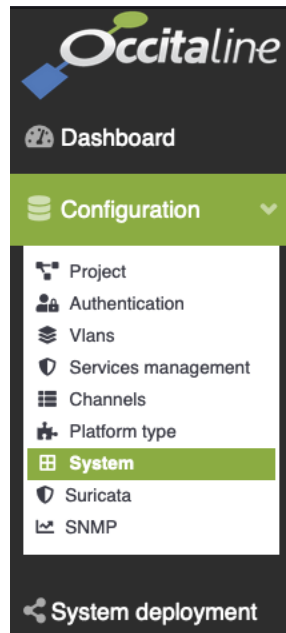 Occitaline
Dashboard
Configuration
Project
Authentication
Vlans
Services management
Channels
Platform type
System
Suricata
SNMP
System deployment